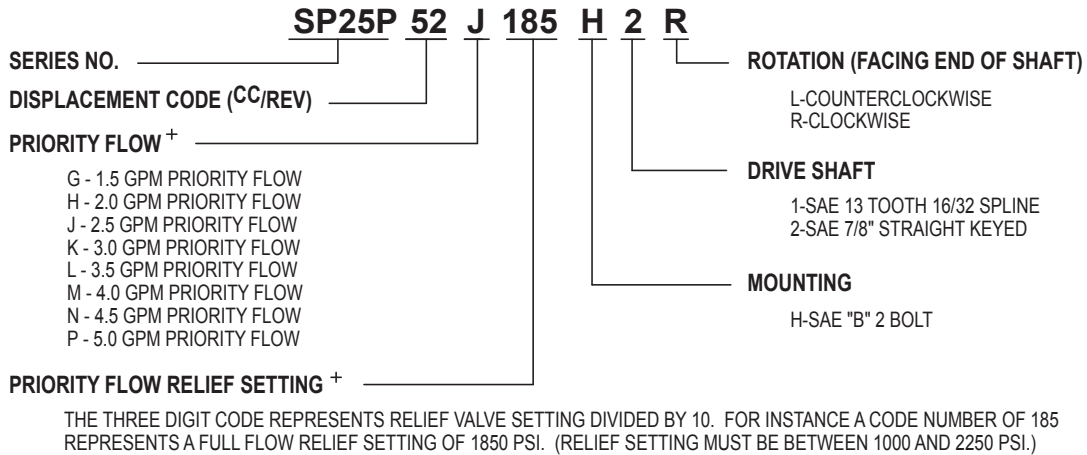 SP25P 52 J 185 H 2 R
SERIES NO.
DISPLACEMENT CODE (CC/REV)
PRIORITY FLOW +
G - 1.5 GPM PRIORITY FLOW
H - 2.0 GPM PRIORITY FLOW
J - 2.5 GPM PRIORITY FLOW
K - 3.0 GPM PRIORITY FLOW
L - 3.5 GPM PRIORITY FLOW
M - 4.0 GPM PRIORITY FLOW
N - 4.5 GPM PRIORITY FLOW
P - 5.0 GPM PRIORITY FLOW
PRIORITY FLOW RELIEF SETTING +
THE THREE DIGIT CODE REPRESENTS RELIEF VALVE SETTING DIVIDED BY 10. FOR INSTANCE A CODE NUMBER OF 185
REPRESENTS A FULL FLOW RELIEF SETTING OF 1850 PSI. (RELIEF SETTING MUST BE BETWEEN 1000 AND 2250 PSI.)
ROTATION (FACING END OF SHAFT)
L-COUNTERCLOCKWISE
R-CLOCKWISE
DRIVE SHAFT
1-SAE 13 TOOTH 16/32 SPLINE
2-SAE 7/8" STRAIGHT KEYED
MOUNTING
H-SAE "B" 2 BOLT